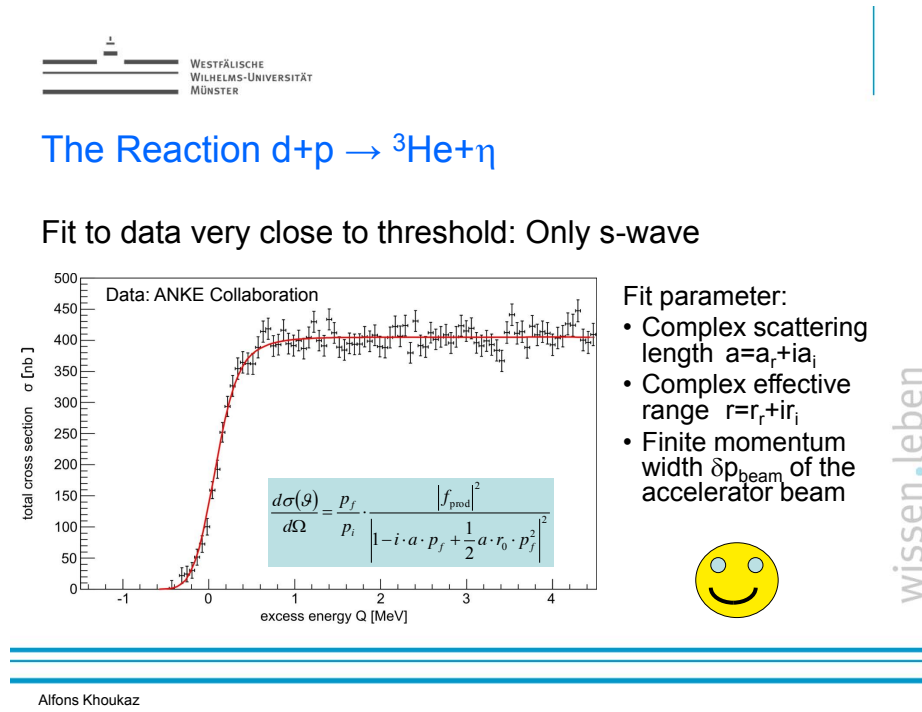 WESTFÄLISCHE
WILHELMS-UNIVERSITÄT
MÜNSTER
The Reaction d+p → ³He+η
Fit to data very close to threshold: Only s-wave
Data: ANKE Collaboration
total cross section σ [nb ]
500
450
400
350
300
250
200
150
100
50
0
-1 0 1 2 3 4
excess energy Q [MeV]
dσ(ϑ)/dΩ = p_f/p_i · |f_prod|² / |1 − i · a · p_f + 1/2 a · r₀ · p_f²|²
Fit parameter:
• Complex scattering
length a=a_r+ia_i
• Complex effective
range r=r_r+ir_i
• Finite momentum
width δp_beam of the
accelerator beam
wissen.leben
Alfons Khoukaz